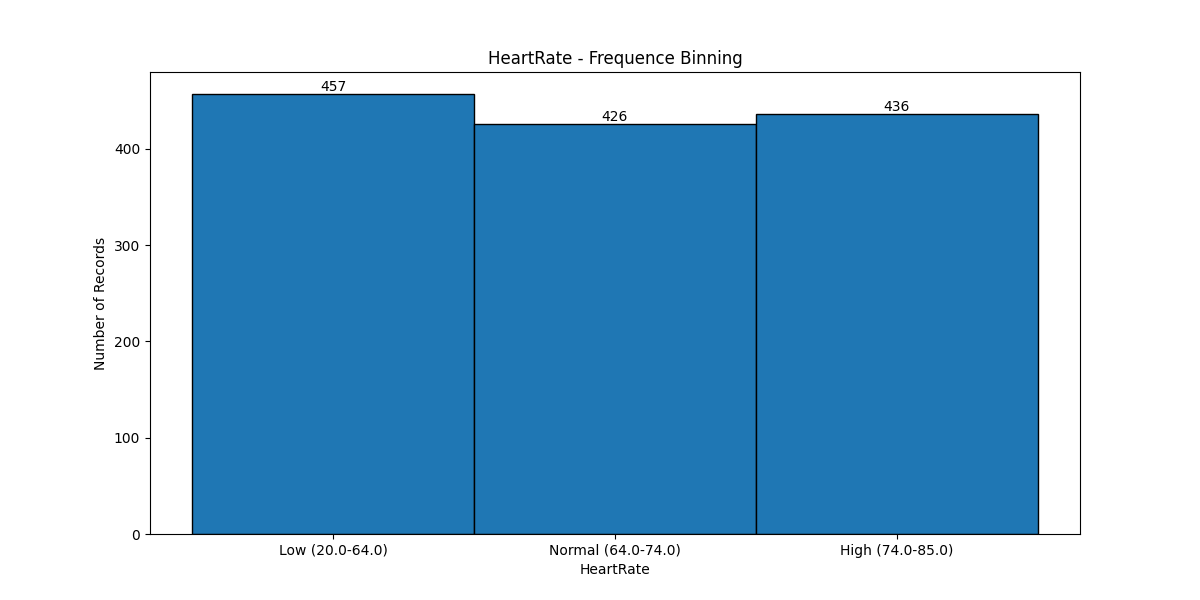 HeartRate - Frequence Binning
457
426
436
400
300
200
100
0
Number of Records
Low (20.0-64.0)
Normal (64.0-74.0)
High (74.0-85.0)
HeartRate